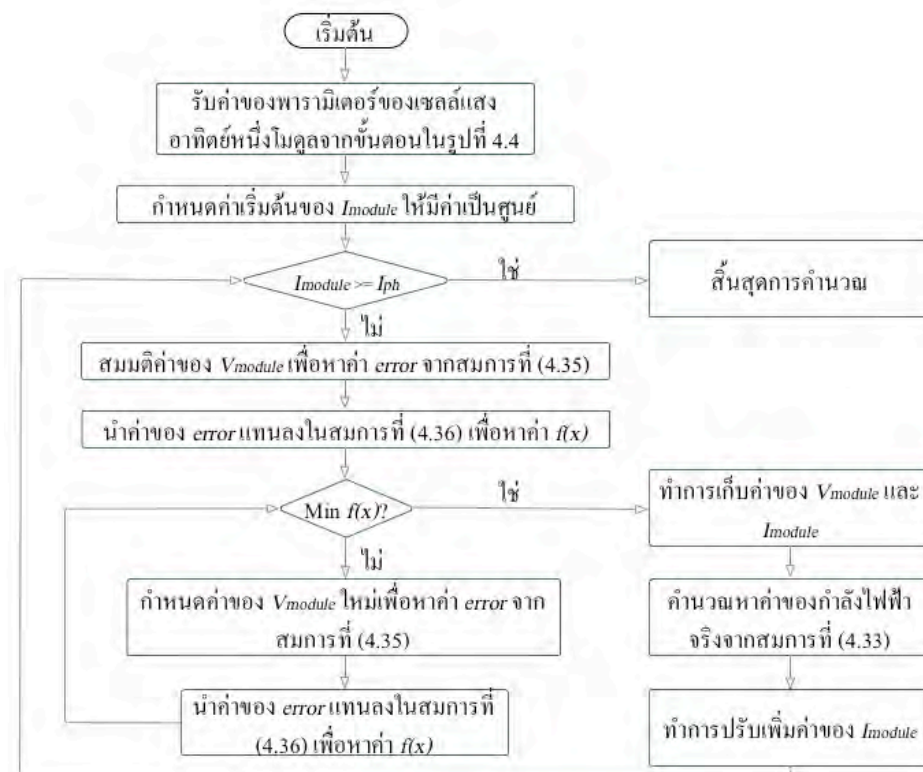 เริ่มต้น
รับค่าของพารามิเตอร์ของเซลล์แสง
อาทิตย์หนึ่งโมดูลจากขั้นตอนในรูปที่ 4.4
กำหนดค่าเริ่มต้นของ Imodule ให้มีค่าเป็นศูนย์
Imodule >= Iph
ใช่
สิ้นสุดการคำนวณ
ไม่
สมมติค่าของ Vmodule เพื่อหาค่า error จากสมการที่ (4.35)
นำค่าของ error แทนลงในสมการที่ (4.36) เพื่อหาค่า f(x)
Min f(x)?
ใช่
ทำการเก็บค่าของ Vmodule และ
Imodule
ไม่
กำหนดค่าของ Vmodule ใหม่เพื่อหาค่า error จาก
สมการที่ (4.35)
คำนวณหาค่าของกำลังไฟฟ้า
จริงจากสมการที่ (4.33)
นำค่าของ error แทนลงในสมการที่
(4.36) เพื่อหาค่า f(x)
ทำการปรับเพิ่มค่าของ Imodule